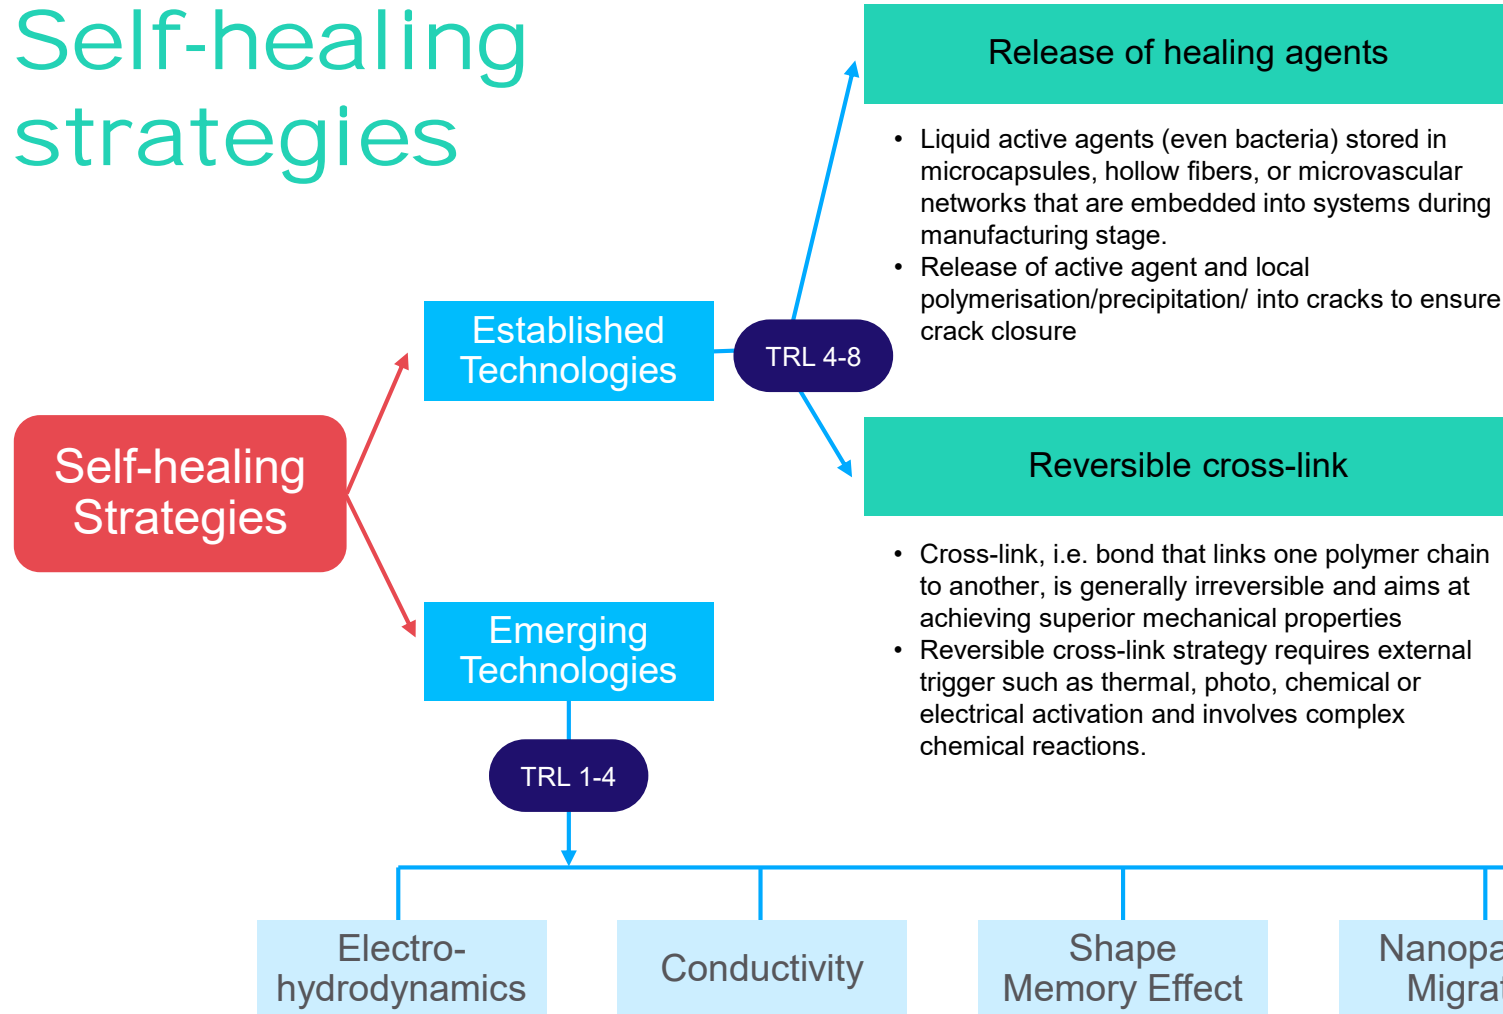 Self-healing
strategies
Release of healing agents
• Liquid active agents (even bacteria) stored in
microcapsules, hollow fibers, or microvascular
networks that are embedded into systems during
manufacturing stage.
• Release of active agent and local
polymerisation/precipitation/ into cracks to ensure
crack closure
Established
Technologies
TRL 4-8
Self-healing
Strategies
Reversible cross-link
• Cross-link, i.e. bond that links one polymer chain
to another, is generally irreversible and aims at
achieving superior mechanical properties
• Reversible cross-link strategy requires external
trigger such as thermal, photo, chemical or
electrical activation and involves complex
chemical reactions.
Emerging
Technologies
TRL 1-4
Electro-
hydrodynamics
Conductivity
Shape
Memory Effect